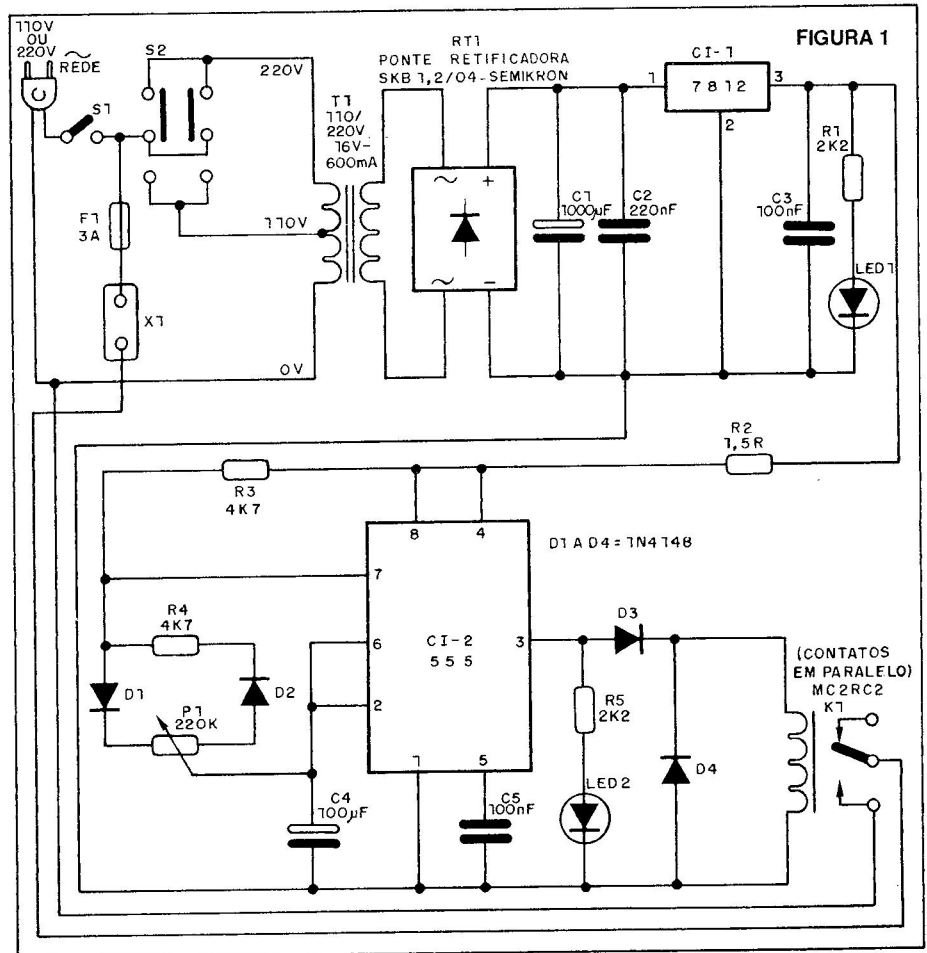 FIGURA 1
110V
OU
220V
~
REDE
S1
S2
220V
110V
0V
F1
3A
X1
T1
110/
220V
16V-
600mA
RT1
PONTE RETIFICADORA
SKB 1,2/04-SEMIKRON
~
+
~
−
C1
1000µF
C2
220nF
CI-1
7812
1
3
2
C3
100nF
R1
2K2
LED1
R2
1,5R
R3
4K7
8
4
7
6
2
3
1
5
CI-2
555
D1 A D4 = 1N4148
R4
4K7
D1
D2
P1
220K
C4
100µF
C5
100nF
D3
R5
2K2
LED2
D4
(CONTATOS
EM PARALELO)
MC2RC2
K1